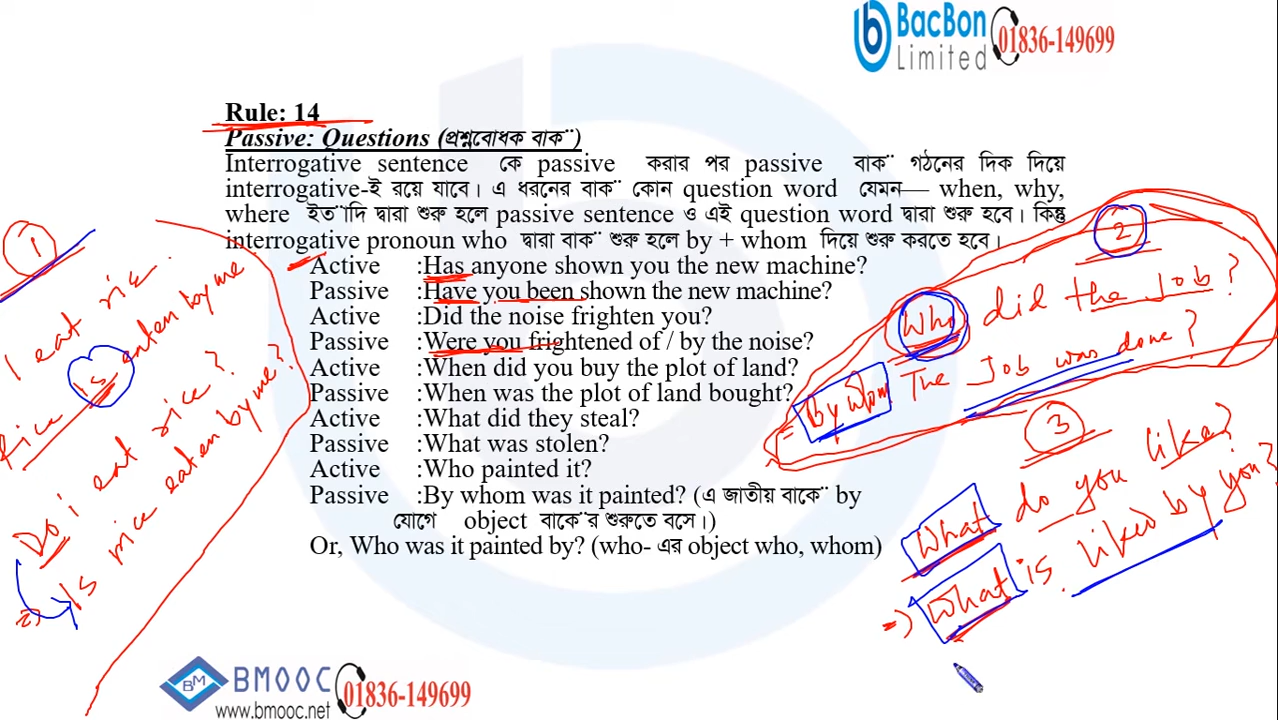 BacBon
Limited
01836-149699
Rule: 14
Passive: Questions (প্রশ্নবোধক বাক¨)
Interrogative sentence কে passive করার পর passive বাক¨ গঠনের দিক দিয়ে
interrogative-ই রয়ে যাবে। এ ধরনের বাক¨ কোন question word যেমন— when, why,
where ইত¨াদি দ্বারা শুরু হলে passive sentence ও এই question word দ্বারা শুরু হবে। কিন্তু
interrogative pronoun who দ্বারা বাক¨ শুরু হলে by + whom দিয়ে শুরু করতে হবে।
Active :Has anyone shown you the new machine?
Passive :Have you been shown the new machine?
Active :Did the noise frighten you?
Passive :Were you frightened of / by the noise?
Active :When did you buy the plot of land?
Passive :When was the plot of land bought?
Active :What did they steal?
Passive :What was stolen?
Active :Who painted it?
Passive :By whom was it painted? (এ জাতীয় বাকে¨ by
যোগে object বাকে¨র শুরুতে বসে।)
Or, Who was it painted by? (who- এর object who, whom)
1
I eat rice.
Rice is eaten by me
Do i eat rice?
=> Is rice eaten by me?
2
Who did the Job?
= By whom The Job was done?
3
What do you like?
=> What is liked by you?
BMOOC
www.bmooc.net
01836-149699